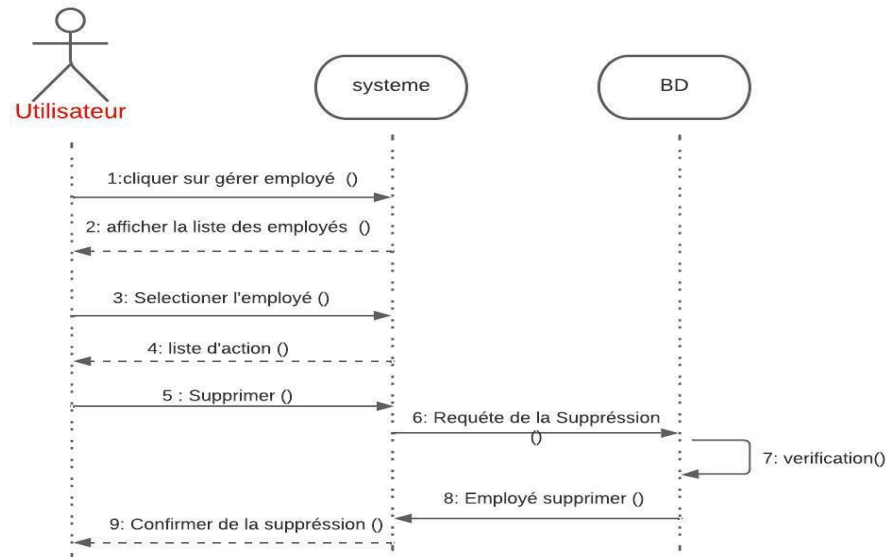 Utilisateur
systeme
BD
1:cliquer sur gérer employé ()
2: afficher la liste des employés ()
3: Selectioner l'employé ()
4: liste d'action ()
5 : Supprimer ()
6: Requéte de la Suppréssion
()
7: verification()
8: Employé supprimer ()
9: Confirmer de la suppréssion ()